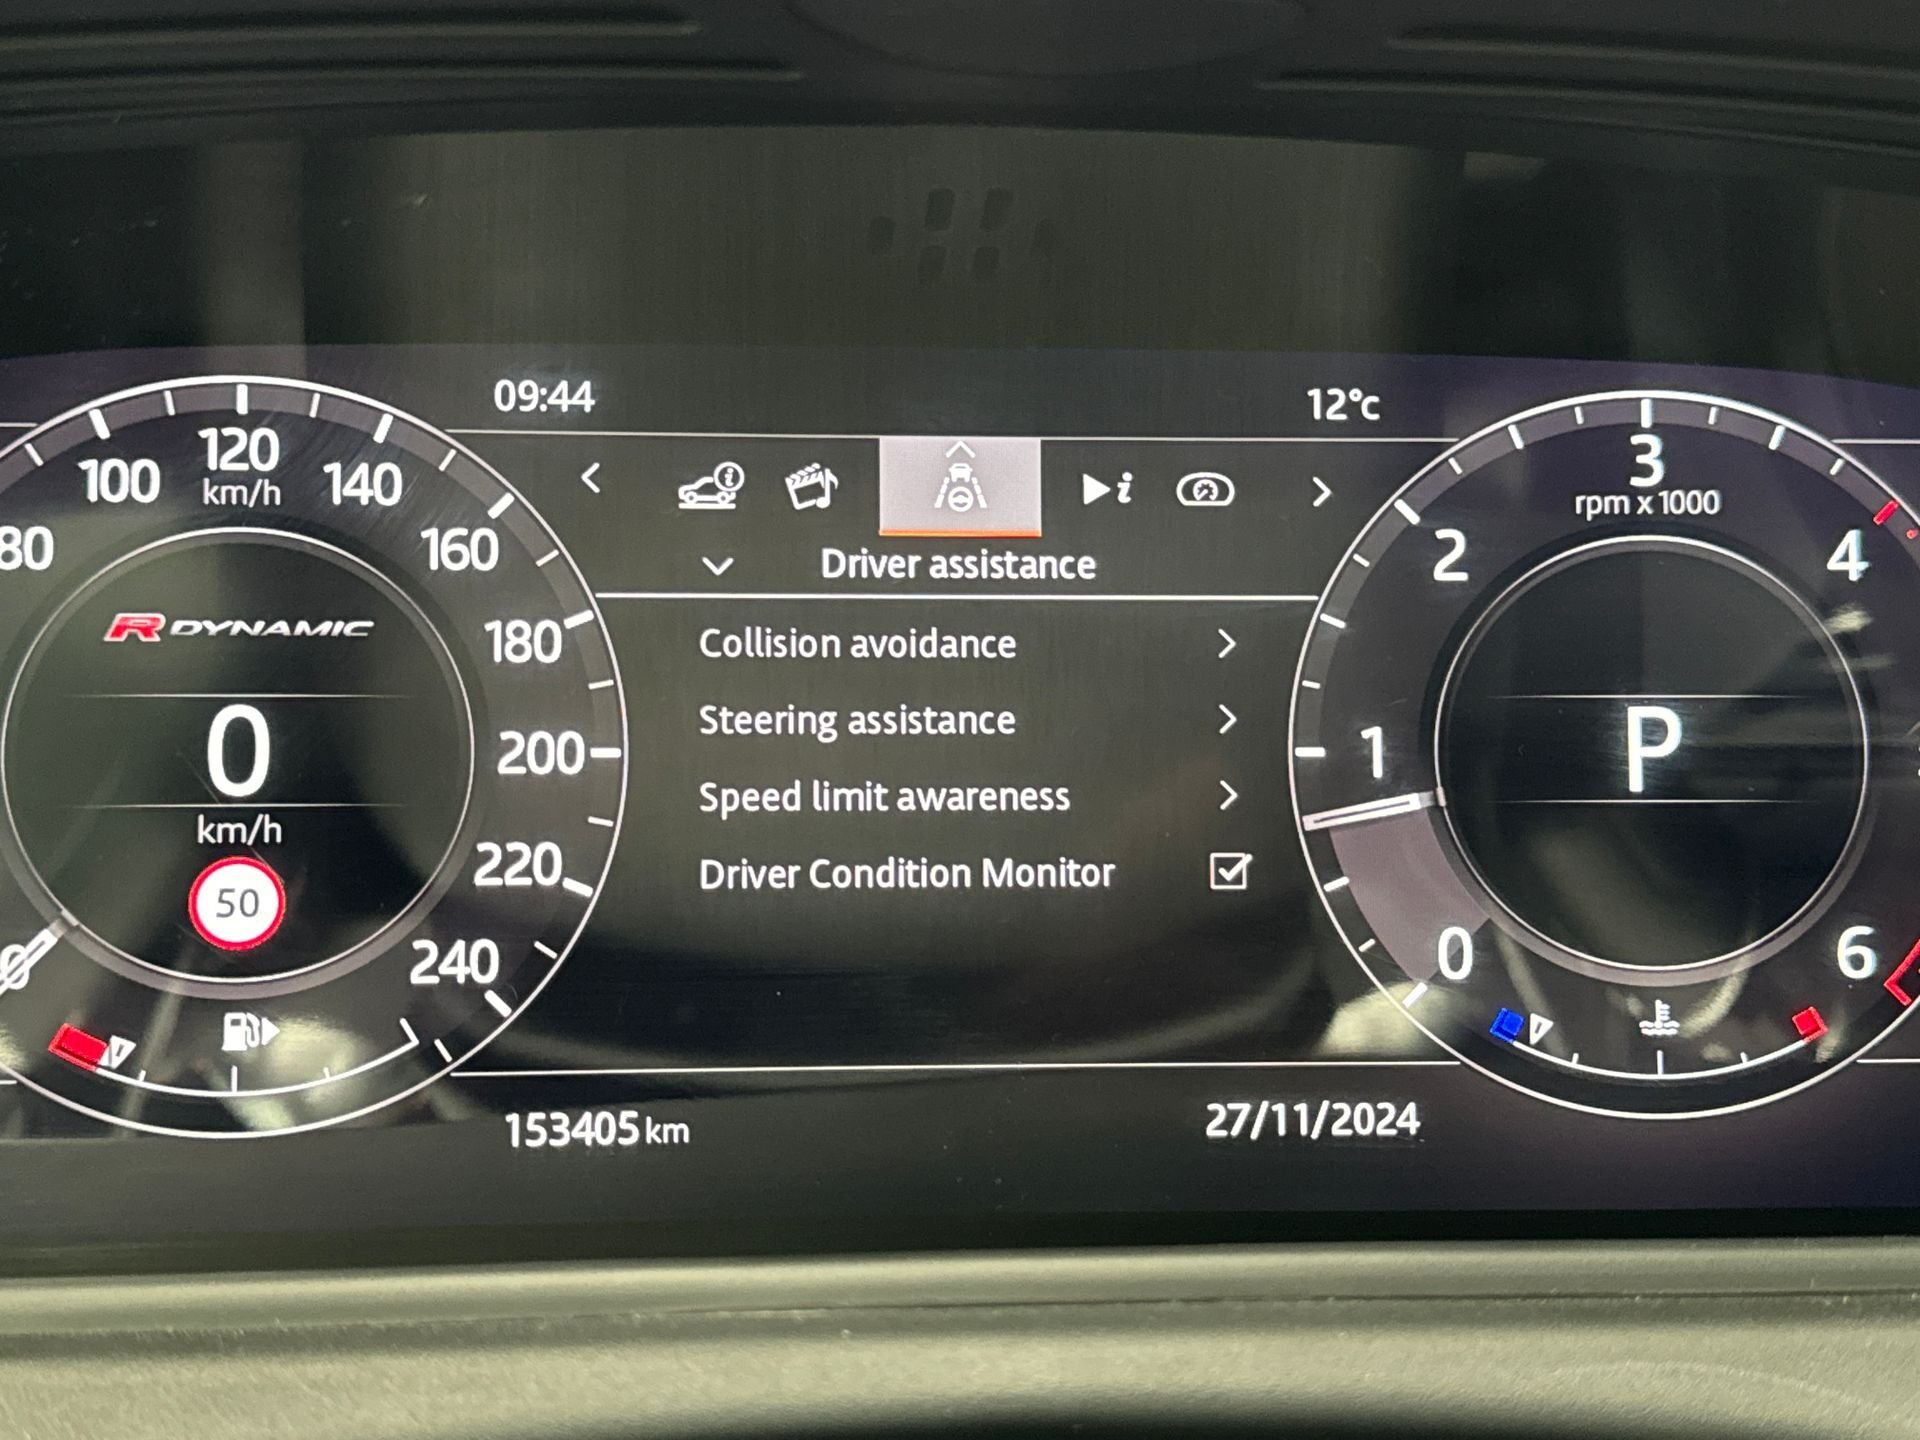 09:44
12°c
Driver assistance
Collision avoidance
Steering assistance
Speed limit awareness
Driver Condition Monitor
80
100
120
km/h
140
160
180
200
220
240
R DYNAMIC
0
km/h
50
3
rpm x 1000
2
4
1
0
6
P
153405 km
27/11/2024